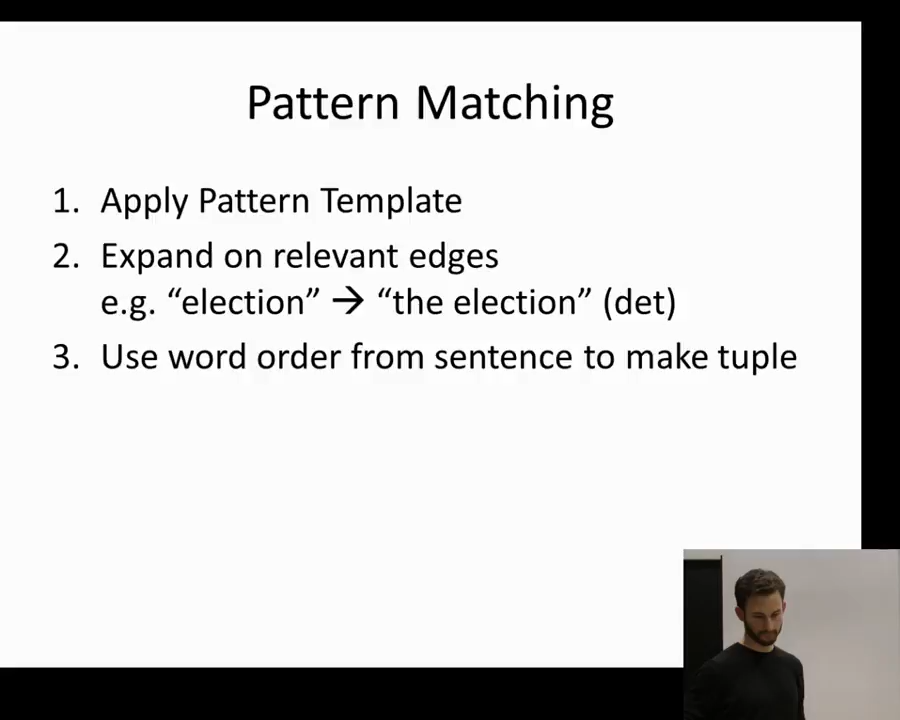 Pattern Matching
1. Apply Pattern Template
2. Expand on relevant edges
e.g. “election” → “the election” (det)
3. Use word order from sentence to make tuple